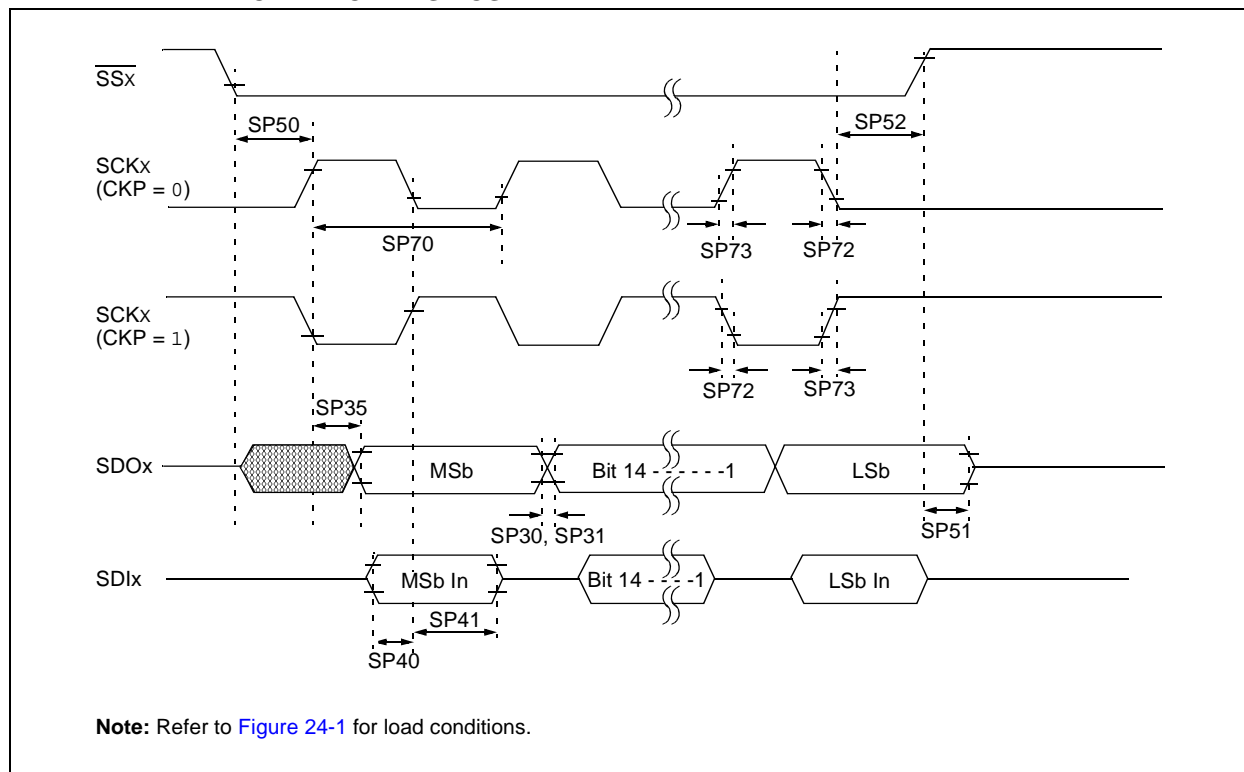 SSX
SP50
SP52
SCKX
(CKP = 0)
SP70
SP73
SP72
SCKX
(CKP = 1)
SP72
SP73
SP35
SDOx
MSb
Bit 14 - - - - - -1
LSb
SP30, SP31
SP51
SDIx
MSb In
Bit 14 - - - -1
LSb In
SP41
SP40
Note: Refer to Figure 24-1 for load conditions.